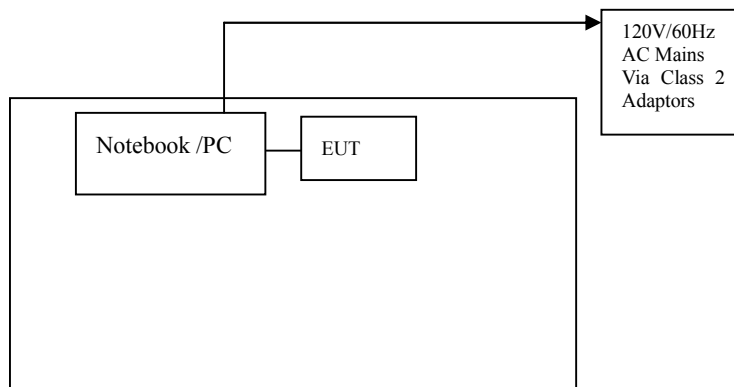 120V/60Hz
AC Mains
Via Class 2
Adaptors
Notebook /PC
EUT